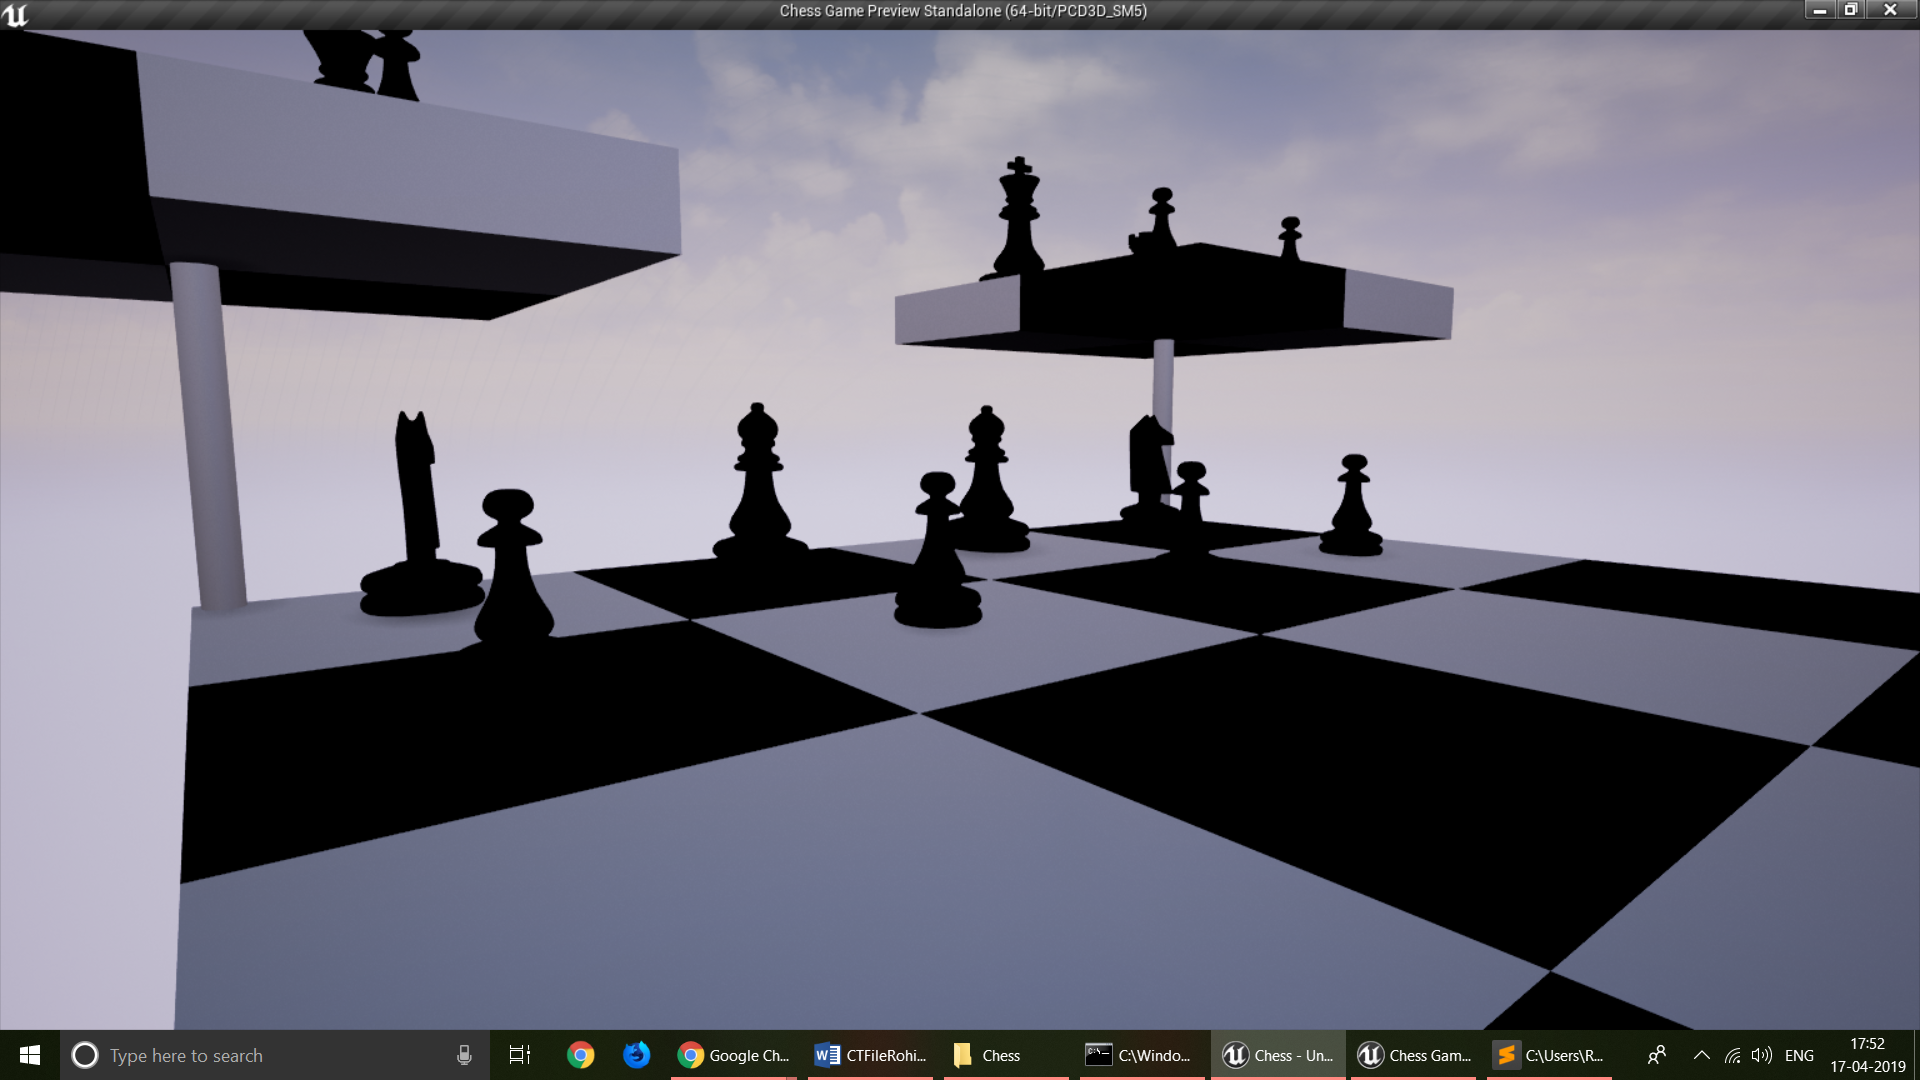 Chess Game Preview Standalone (64-bit/PCD3D_SM5)
Type here to search
Google Ch...
CTFileRohi...
Chess
C:\Windo...
Chess - Un...
Chess Gam...
C:\Users\R...
ENG
17:52
17-04-2019